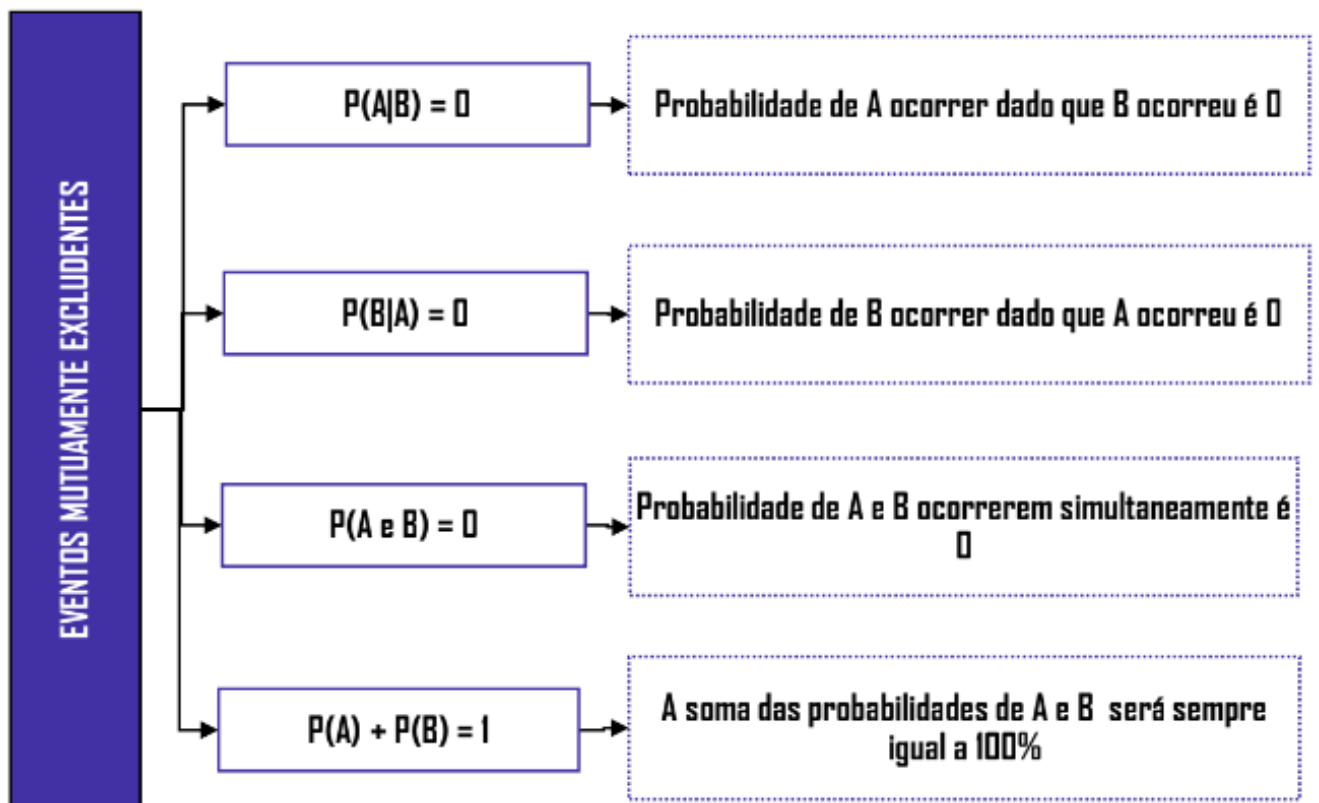 EVENTOS MUTUAMENTE EXCLUDENTES
P(A|B) = 0
Probabilidade de A ocorrer dado que B ocorreu é 0
P(B|A) = 0
Probabilidade de B ocorrer dado que A ocorreu é 0
P(A e B) = 0
Probabilidade de A e B ocorrerem simultaneamente é
0
P(A) + P(B) = 1
A soma das probabilidades de A e B será sempre
igual a 100%